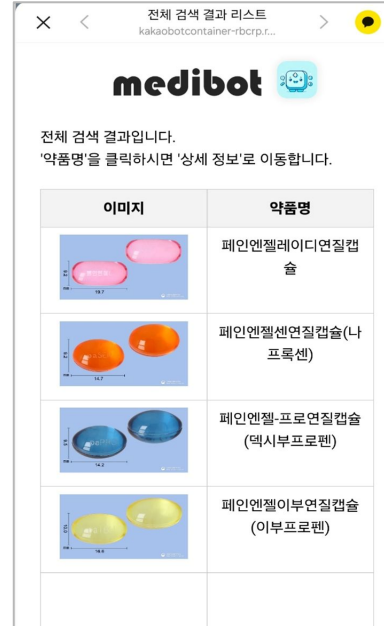 전체 검색 결과 리스트
kakaobotcontainer-rbcrp.r...
medibot
전체 검색 결과입니다.
'약품명'을 클릭하시면 '상세 정보'로 이동합니다.
이미지
약품명
페인엔젤레이디연질캡
슐
페인엔젤센연질캡슐(나
프록센)
14.7
페인엔젤-프로연질캡슐
(덱시부프로펜)
14.2
페인엔젤이부연질캡슐
(이부프로펜)